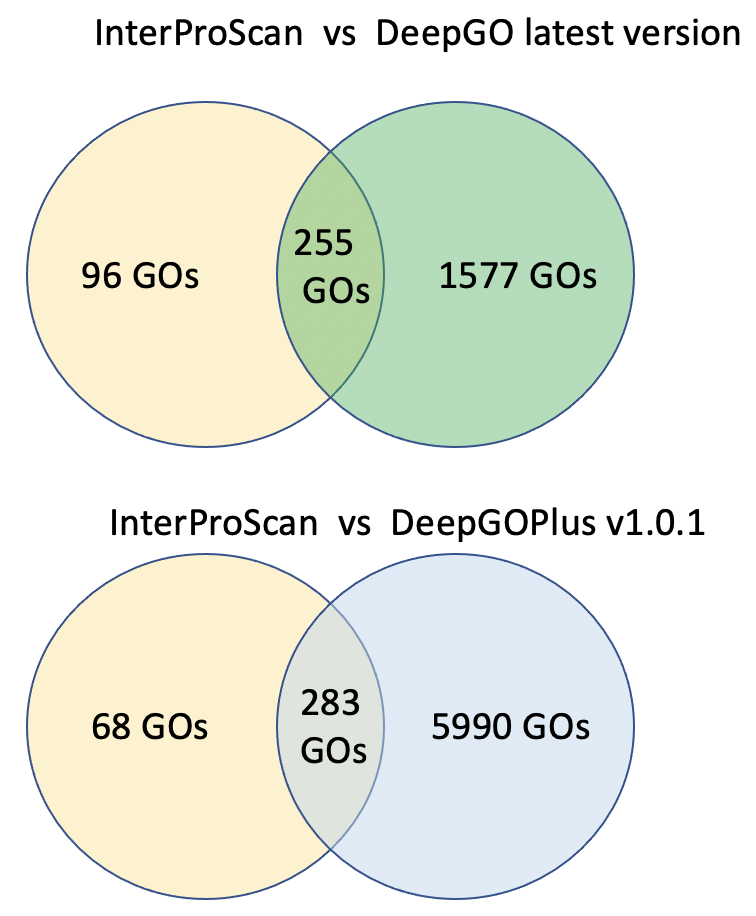 InterProScan vs DeepGO latest version
96 GOs
255
GOs
1577 GOs
InterProScan vs DeepGOPlus v1.0.1
68 GOs
283
GOs
5990 GOs